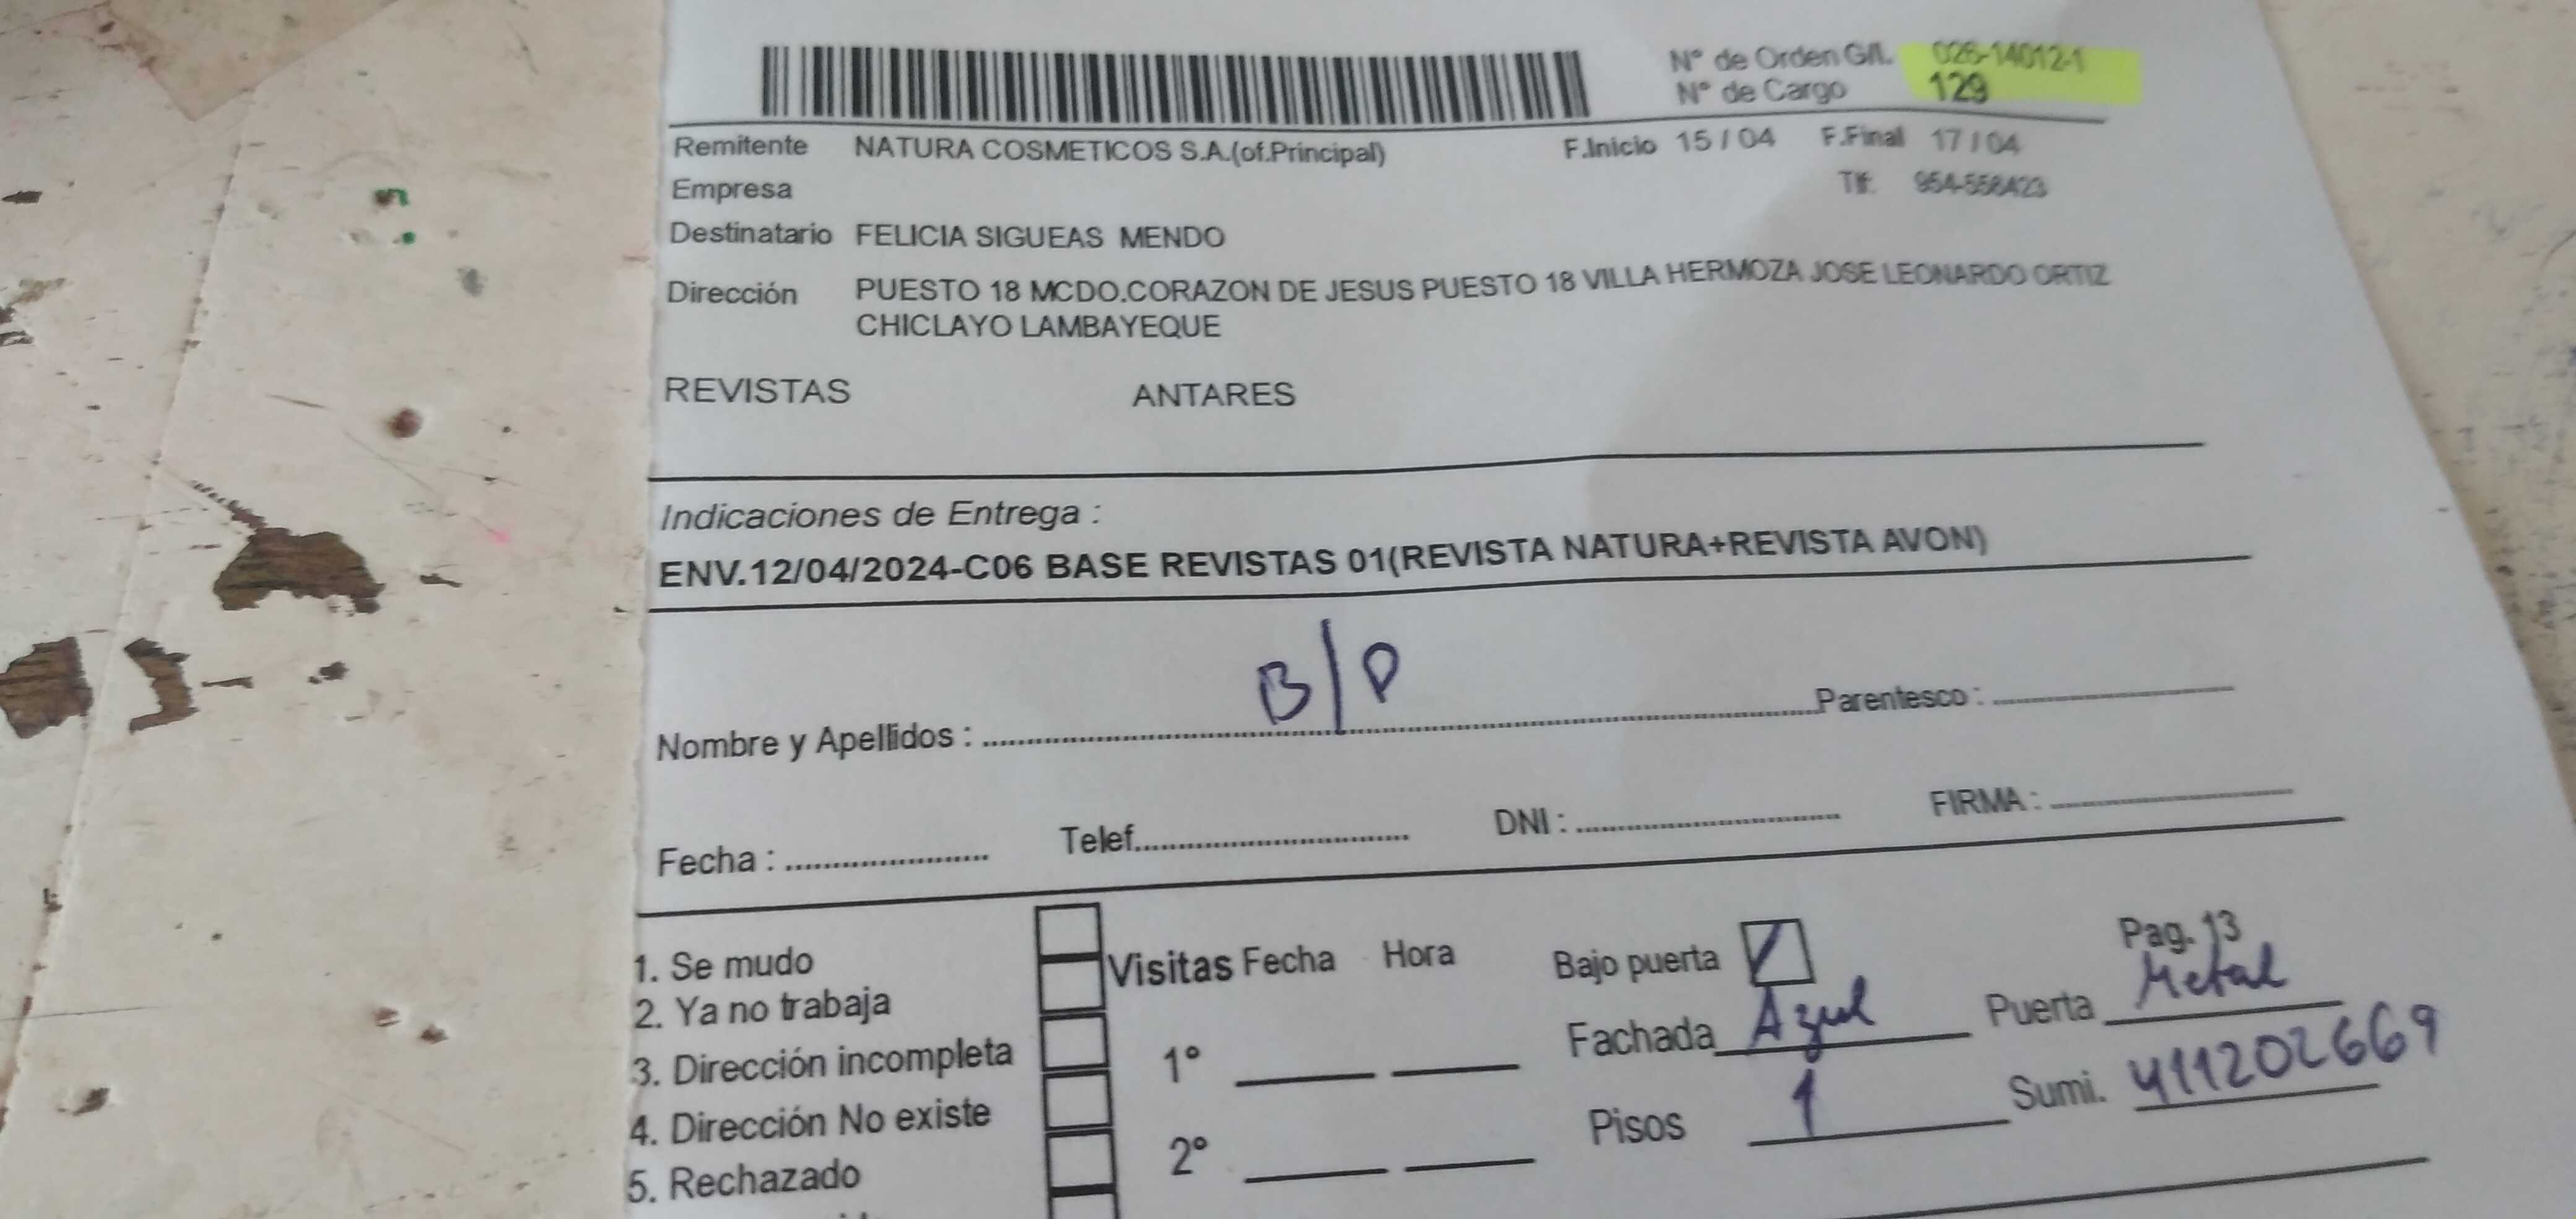 N° de Orden G/L. 026-14012-1
N° de Cargo 129
Remitente NATURA COSMETICOS S.A.(of.Principal) F.Inicio 15 / 04 F.Final 17 / 04
Empresa Tlf: 954-558423
Destinatario FELICIA SIGUEAS MENDO
Dirección PUESTO 18 MCDO.CORAZON DE JESUS PUESTO 18 VILLA HERMOZA JOSE LEONARDO ORTIZ
CHICLAYO LAMBAYEQUE
REVISTAS ANTARES
Indicaciones de Entrega :
ENV.12/04/2024-C06 BASE REVISTAS 01(REVISTA NATURA+REVISTA AVON)
B/P
Nombre y Apellidos : Parentesco :
Fecha : Telef. DNI : FIRMA :
Pag. 13
1. Se mudo Visitas Fecha Hora Bajo puerta
2. Ya no trabaja Fachada Azul Puerta Metal
3. Dirección incompleta 1°
4. Dirección No existe Pisos 1 Sumi. 411202669
5. Rechazado 2°